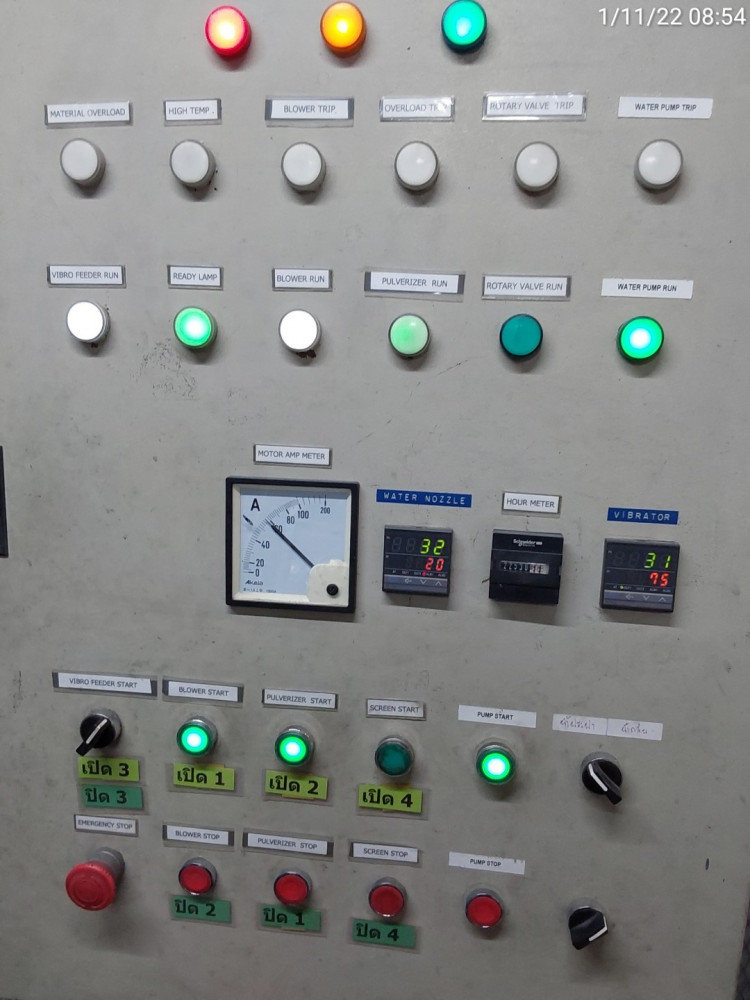 1/11/22 08:54
MATERIAL OVERLOAD
HIGH TEMP.
BLOWER TRIP.
OVERLOAD
ROTARY VALVE TRIP
WATER PUMP TRIP
VIBRO FEEDER RUN
READY LAMP
BLOWER RUN
PULVERIZER RUN
ROTARY VALVE RUN
WATER PUMP RUN
MOTOR AMP METER
WATER NOZZLE
HOUR METER
VIBRATOR
A
200
100
80
40
20
0
32
20
Schneider
31
75
VIBRO FEEDER START
BLOWER START
PULVERIZER START
SCREEN START
PUMP START
เปิด 3
ปิด 3
เปิด 1
เปิด 2
เปิด 4
EMERGENCY STOP
BLOWER STOP
PULVERIZER STOP
SCREEN STOP
PUMP STOP
ปิด 2
ปิด 1
ปิด 4